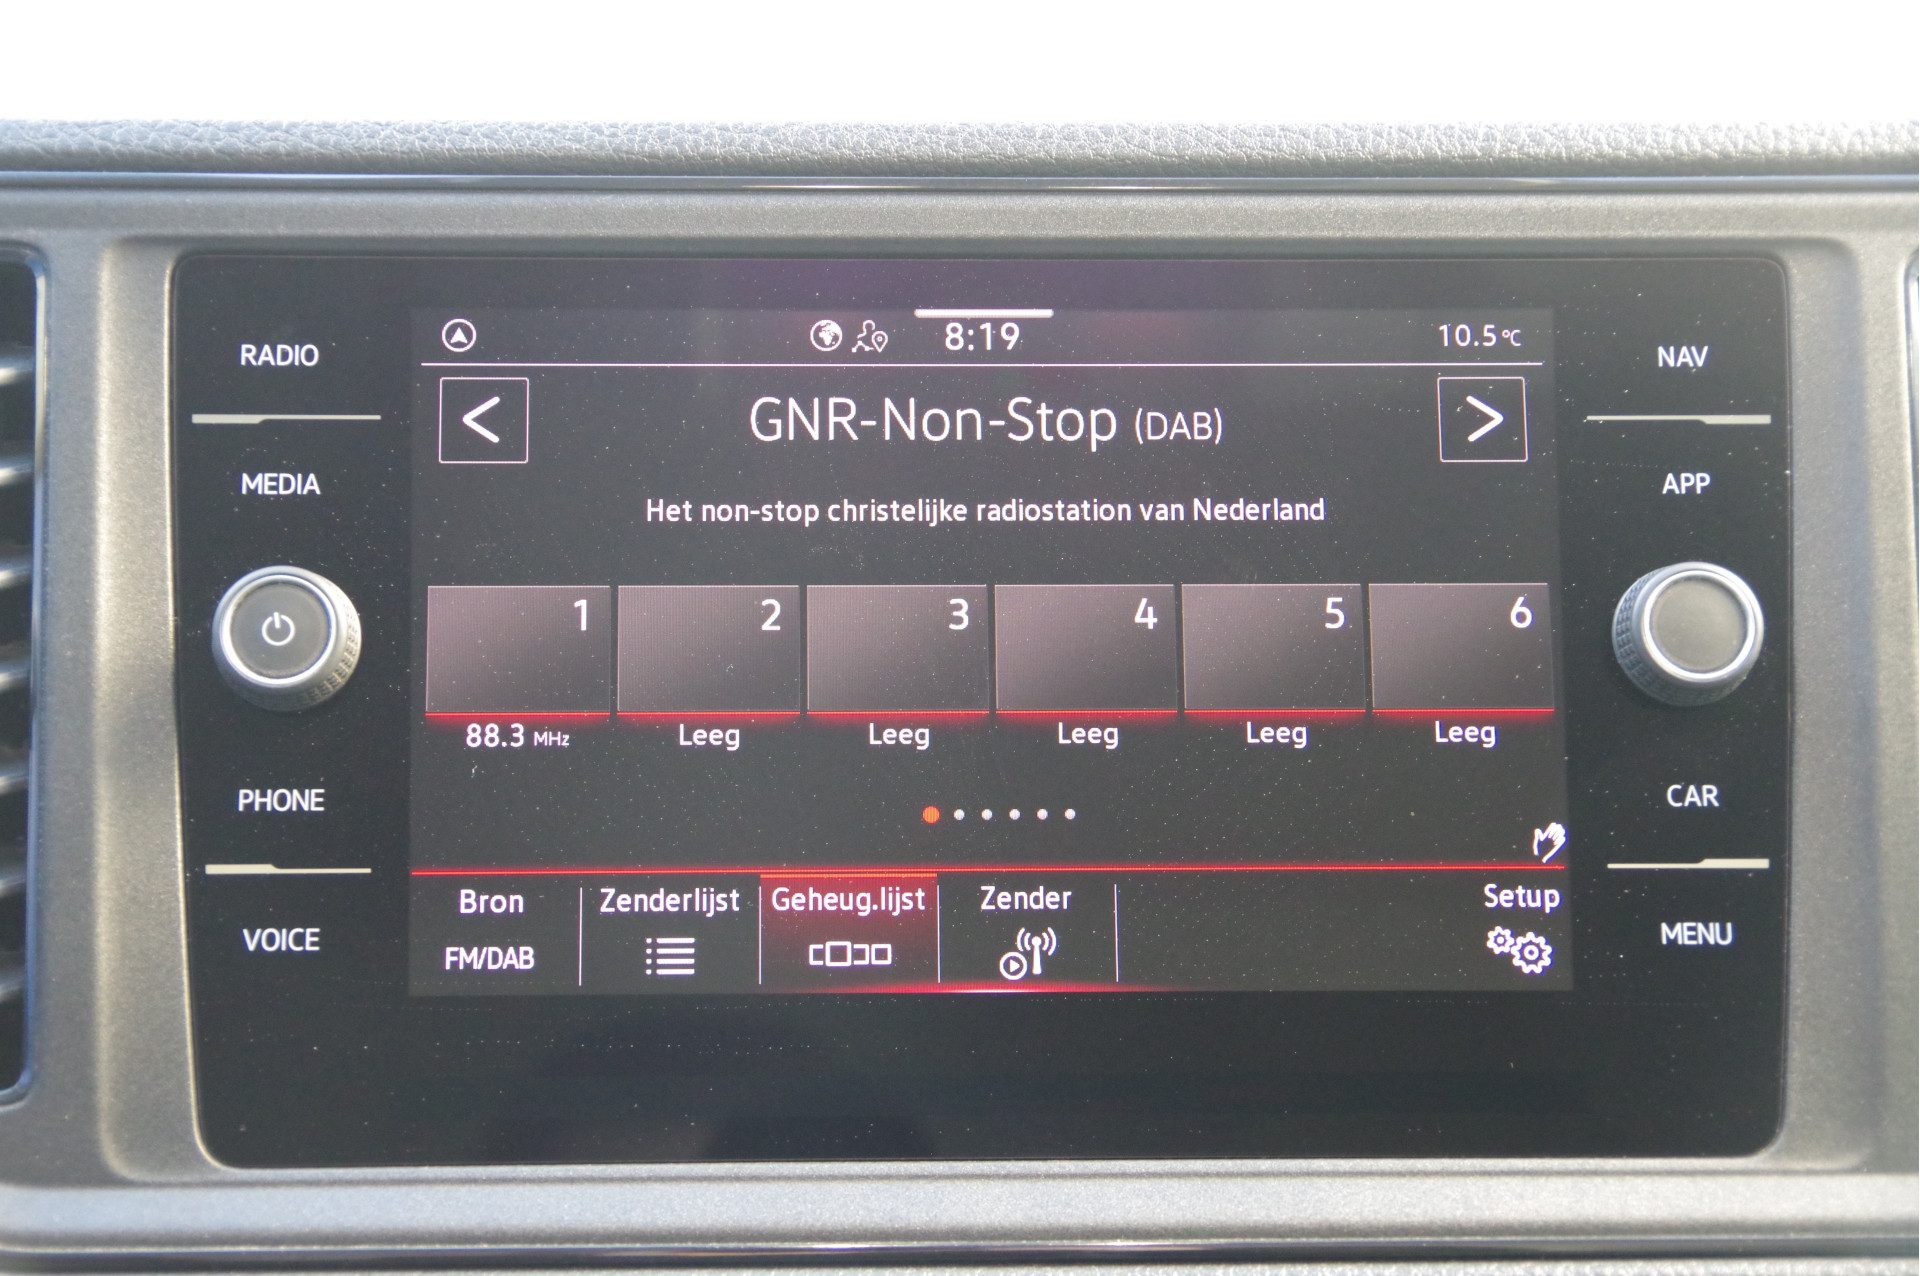 RADIO
MEDIA
PHONE
VOICE
8:19
10.5°C
GNR-Non-Stop (DAB)
Het non-stop christelijke radiostation van Nederland
1 2 3 4 5 6
88.3 MHz Leeg Leeg Leeg Leeg Leeg
Bron Zenderlijst Geheug.lijst Zender Setup
FM/DAB
NAV
APP
CAR
MENU